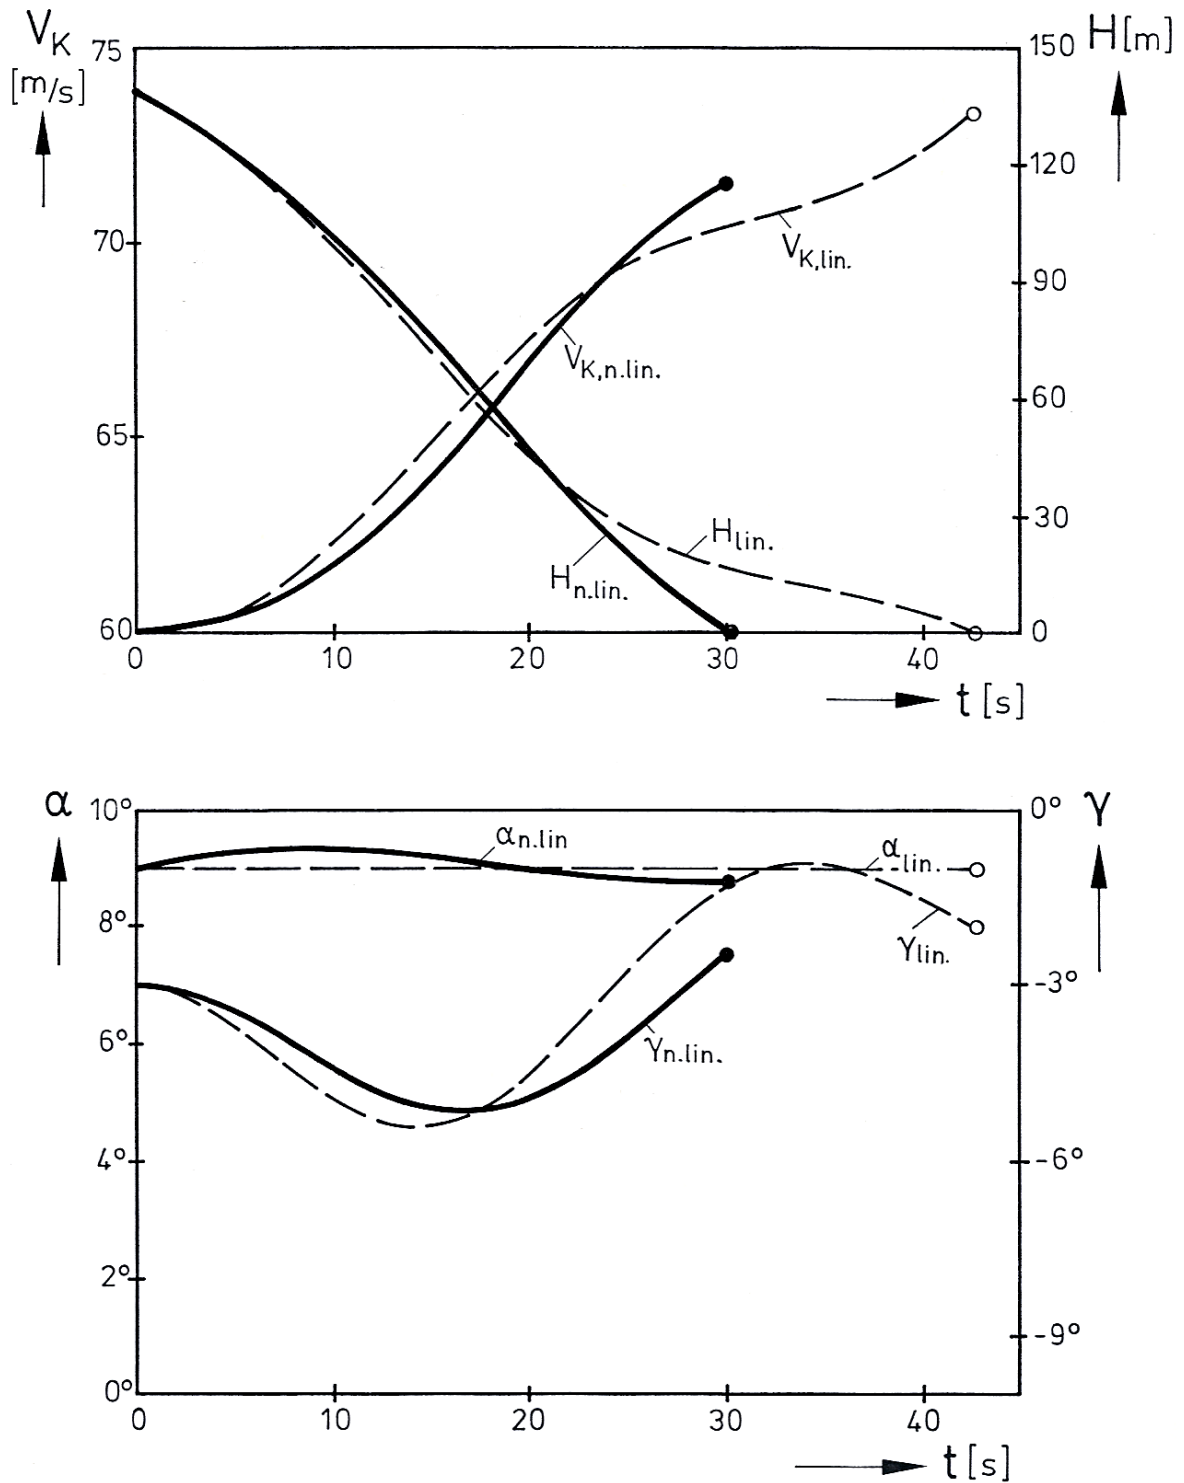 V_K 75 150 H[m]
[m/s]
120
70
V_K,lin.
90
V_K,n.lin.
60
65
H_lin.
30
H_n.lin.
60 0
0 10 20 30 40
t [s]
α 10° 0° γ
α_n.lin
α_lin.
8°
γ_lin.
-3°
6°
γ_n.lin.
4° -6°
2°
-9°
0°
0 10 20 30 40
t [s]